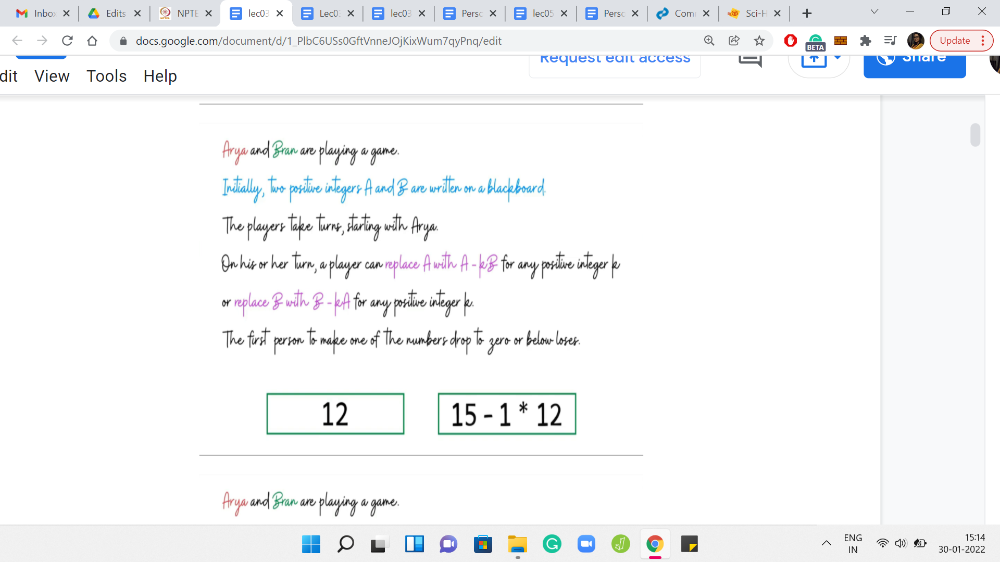 Inbox
Edits
NPTE
lec03
Lec03
lec03
Perso
lec05
Perso
Com
Sci-H
docs.google.com/document/d/1_PlbC6USs0GftVnneJOjKixWum7qyPnq/edit
BETA
Update
Request edit access
Share
dit View Tools Help
Arya and Bran are playing a game.
Initially, two positive integers A and B are written on a blackboard.
The players take turns, starting with Arya.
On his or her turn, a player can replace A with A - kB for any positive integer k
or replace B with B - kA for any positive integer k.
The first person to make one of the numbers drop to zero or below loses.
12
15 - 1 * 12
Arya and Bran are playing a game.
ENG
IN
15:14
30-01-2022